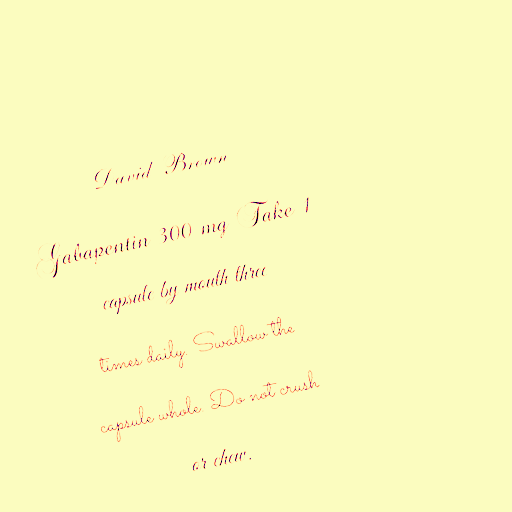 David Brown
Gabapentin 300 mg Take 1
capsule by mouth three
times daily. Swallow the
capsule whole. Do not crush
or chew.